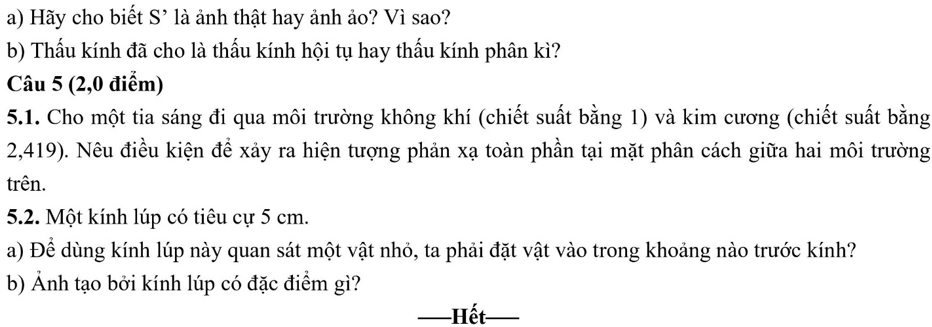 a) Hãy cho biết S’ là ảnh thật hay ảnh ảo? Vì sao?
b) Thấu kính đã cho là thấu kính hội tụ hay thấu kính phân kì?
Câu 5 (2,0 điểm)
5.1. Cho một tia sáng đi qua môi trường không khí (chiết suất bằng 1) và kim cương (chiết suất bằng
2,419). Nêu điều kiện để xảy ra hiện tượng phản xạ toàn phần tại mặt phân cách giữa hai môi trường
trên.
5.2. Một kính lúp có tiêu cự 5 cm.
a) Để dùng kính lúp này quan sát một vật nhỏ, ta phải đặt vật vào trong khoảng nào trước kính?
b) Ảnh tạo bởi kính lúp có đặc điểm gì?
——Hết——